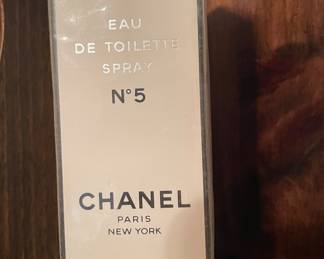 EAU
DE TOILETTE
SPRAY
N°5
CHANEL
PARIS
NEW YORK